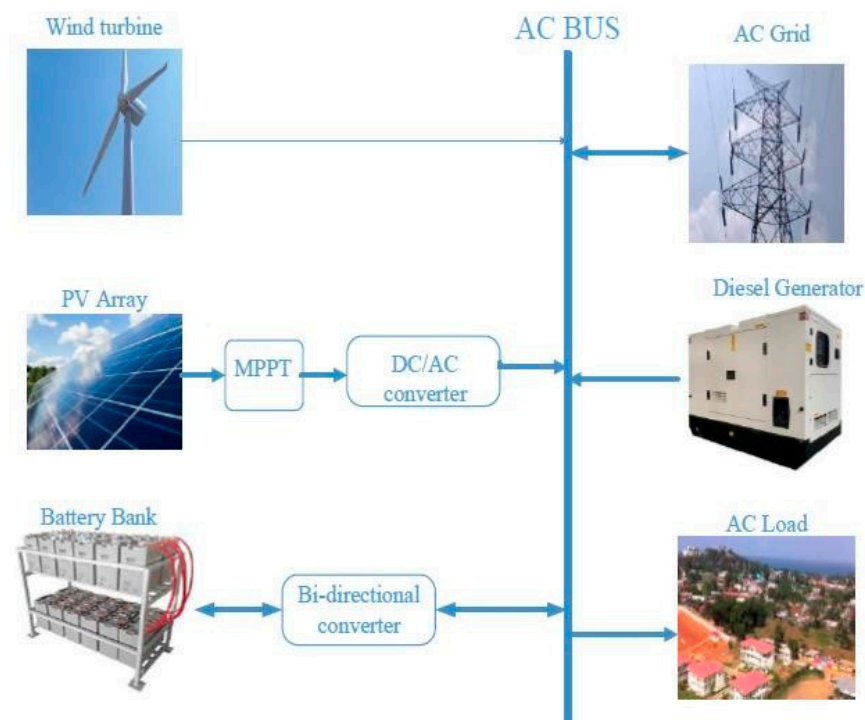 Wind turbine
AC BUS
AC Grid
PV Array
MPPT
DC/AC
converter
Diesel Generator
Battery Bank
Bi-directional
converter
AC Load